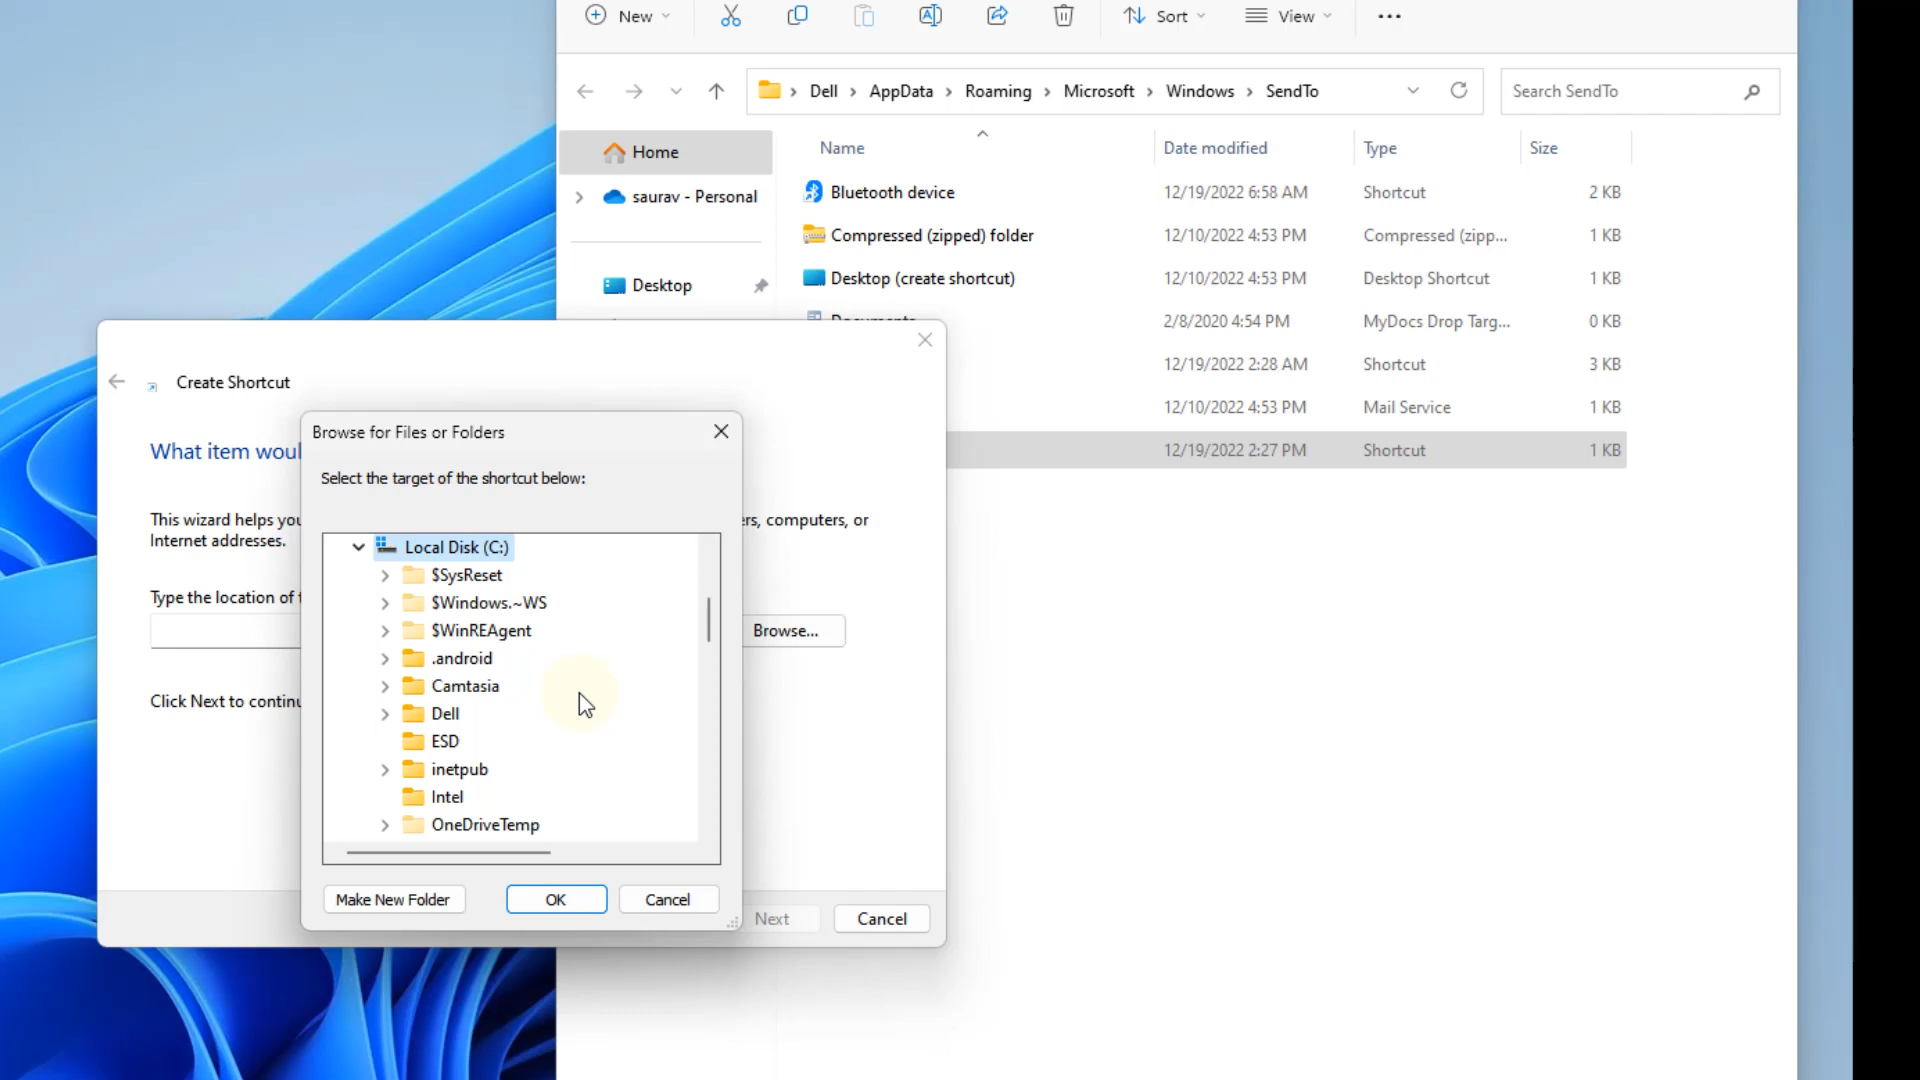 New
Sort
View
Dell
AppData
Roaming
Microsoft
Windows
SendTo
Search SendTo
Name
Date modified
Type
Size
Home
saurav - Personal
Desktop
Bluetooth device 12/19/2022 6:58 AM Shortcut 2 KB
Compressed (zipped) folder 12/10/2022 4:53 PM Compressed (zipp... 1 KB
Desktop (create shortcut) 12/10/2022 4:53 PM Desktop Shortcut 1 KB
Documents 2/8/2020 4:54 PM MyDocs Drop Targ... 0 KB
12/19/2022 2:28 AM Shortcut 3 KB
12/10/2022 4:53 PM Mail Service 1 KB
12/19/2022 2:27 PM Shortcut 1 KB
Create Shortcut
What item woul
This wizard helps you
ers, computers, or
Internet addresses.
Type the location of t
Browse...
Click Next to continu
Next
Cancel
Browse for Files or Folders
Select the target of the shortcut below:
Local Disk (C:)
$SysReset
$Windows.~WS
$WinREAgent
.android
Camtasia
Dell
ESD
inetpub
Intel
OneDriveTemp
Make New Folder
OK
Cancel